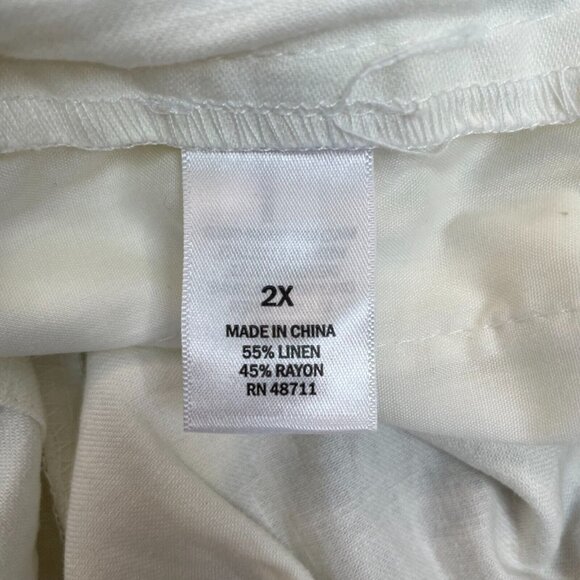 2X
MADE IN CHINA
55% LINEN
45% RAYON
RN 48711